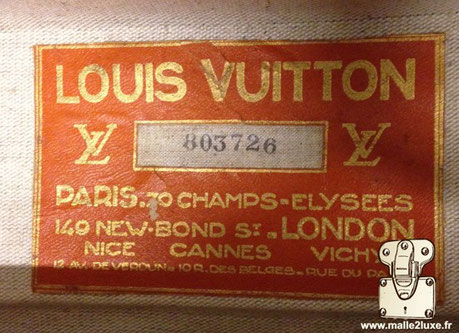 LOUIS VUITTON
LV 803726 LV
PARIS.70 CHAMPS-ELYSEES
149 NEW-BOND ST - LONDON
NICE CANNES VICHY
12 AV. DE VERDUN = 10 R. DES BELGES - RUE DU
www.malle2luxe.fr